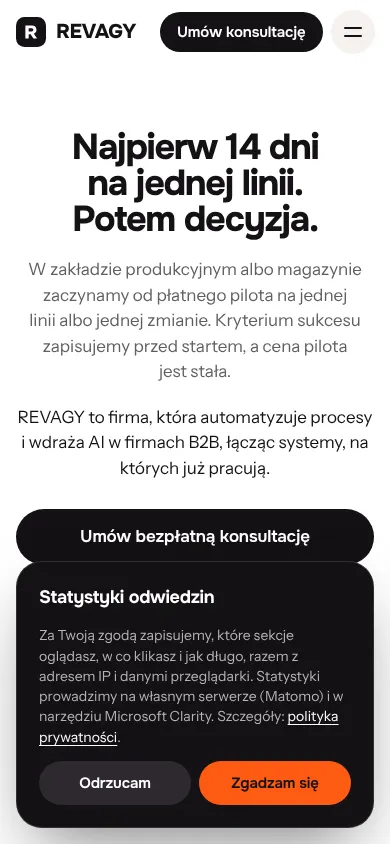 R REVAGY
Umów konsultację
Najpierw 14 dni
na jednej linii.
Potem decyzja.
W zakładzie produkcyjnym albo magazynie
zaczynamy od płatnego pilota na jednej
linii albo jednej zmianie. Kryterium sukcesu
zapisujemy przed startem, a cena pilota
jest stała.
REVAGY to firma, która automatyzuje procesy
i wdraża AI w firmach B2B, łącząc systemy, na
których już pracują.
Umów bezpłatną konsultację
Statystyki odwiedzin
Za Twoją zgodą zapisujemy, które sekcje
oglądasz, w co klikasz i jak długo, razem z
adresem IP i danymi przeglądarki. Statystyki
prowadzimy na własnym serwerze (Matomo) i w
narzędziu Microsoft Clarity. Szczegóły: polityka
prywatności.
Odrzucam
Zgadzam się